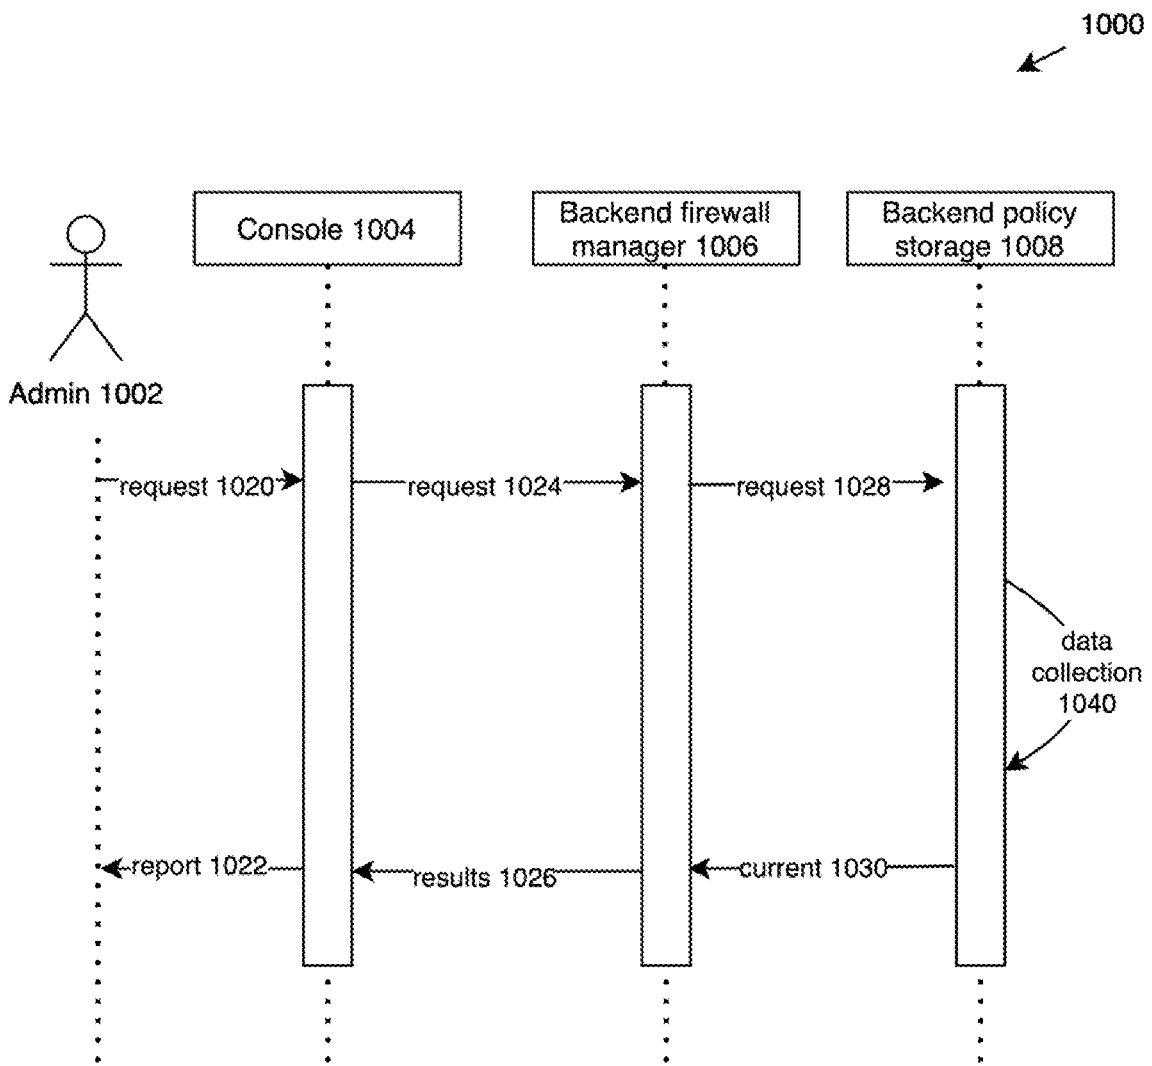 1000
Console 1004
Backend firewall
manager 1006
Backend policy
storage 1008
Admin 1002
request 1020
request 1024
request 1028
data
collection
1040
report 1022
results 1026
current 1030